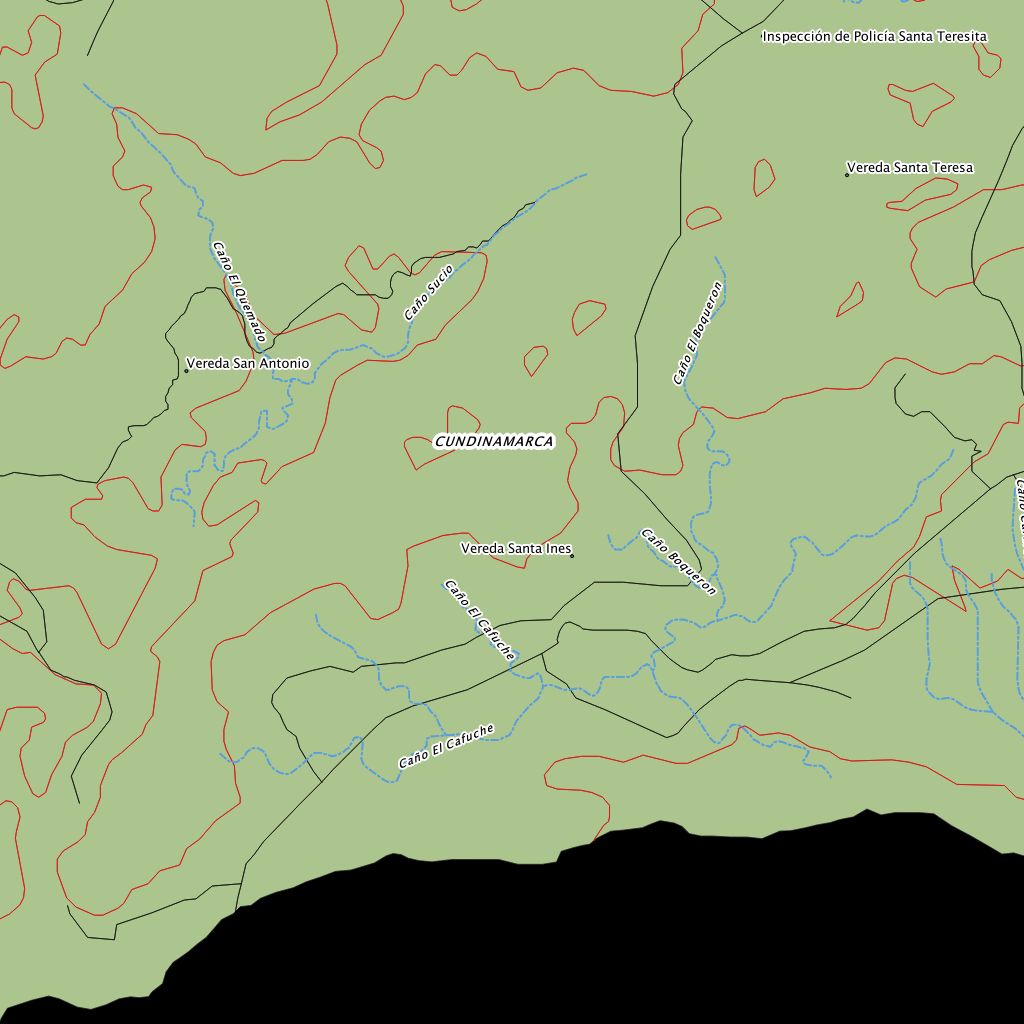 Inspección de Policía Santa Teresita
Vereda Santa Teresa
Caño El Quemado
Caño Sucio
Caño El Boqueron
Vereda San Antonio
CUNDINAMARCA
Vereda Santa Ines
Caño Boqueron
Caño El Cafuche
Caño El Cafuche